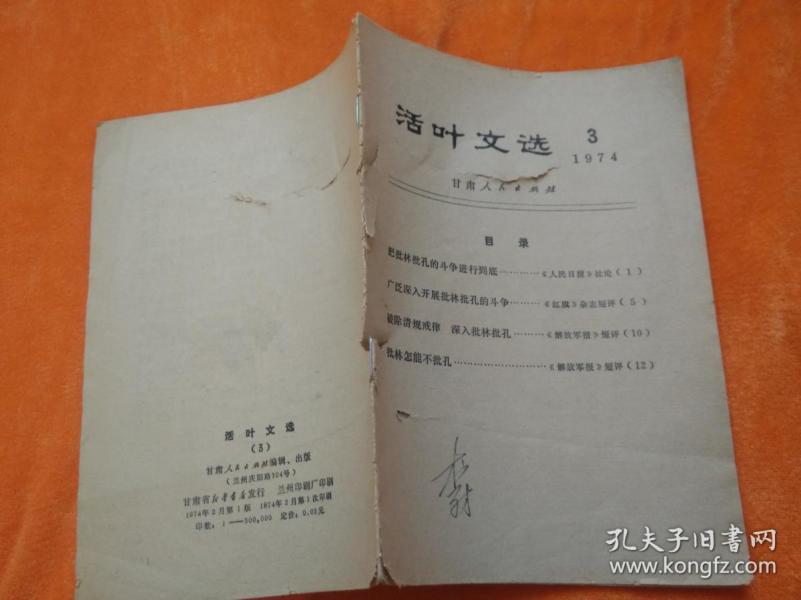 活叶文选 3
1974
甘肃人民出版社
目录
把批林批孔的斗争进行到底…………《人民日报》社论(1)
广泛深入开展批林批孔的斗争………《红旗》杂志短评(5)
破除清规戒律 深入批林批孔………《解放军报》短评(10)
批林怎能不批孔……………………《解放军报》短评(12)
活叶文选
(3)
甘肃人民出版社编辑、出版
(兰州庆阳路304号)
甘肃省新华书店发行 兰州印刷厂印刷
1974年2月第1版 1974年2月第1次印刷
印数:1——300,000 定价:0.03元
孔夫子旧书网
www.kongfz.com